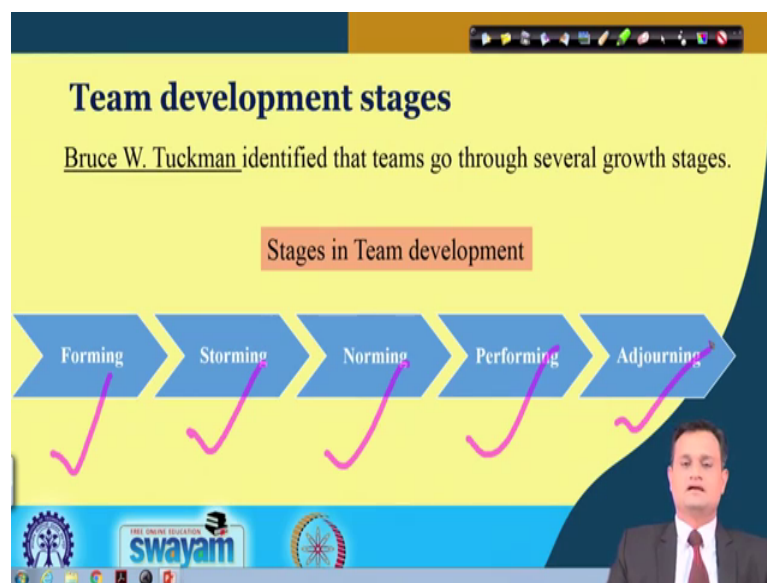 Team development stages
Bruce W. Tuckman identified that teams go through several growth stages.
Stages in Team development
Forming Storming Norming Performing Adjourning
FREE ONLINE EDUCATION
swayam